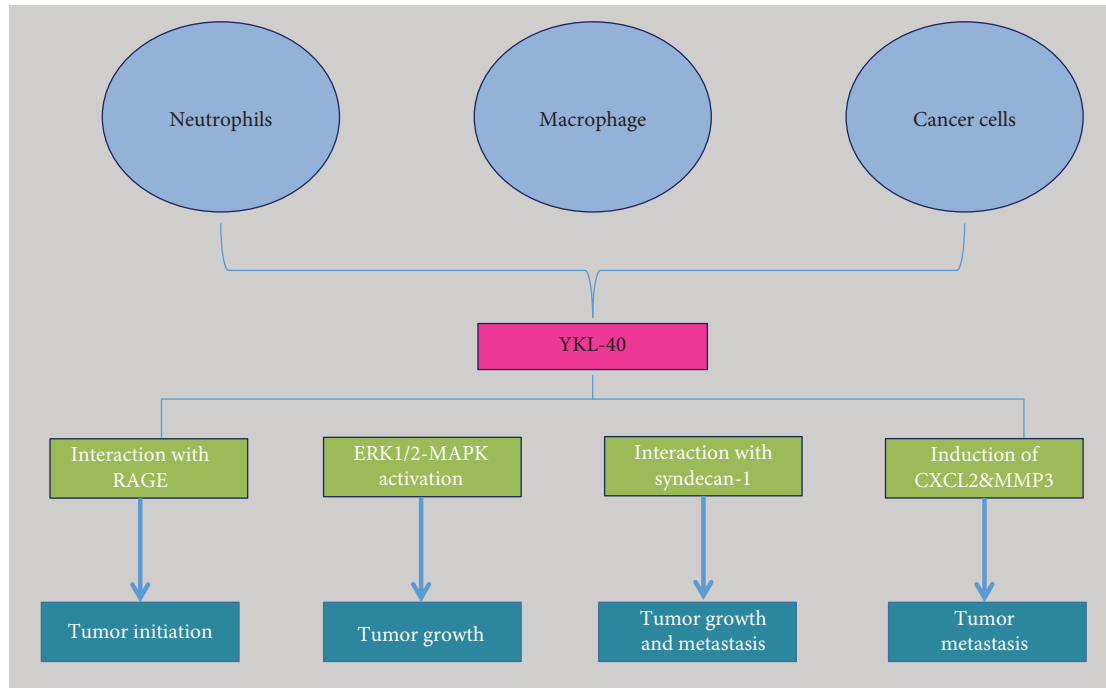 Neutrophils
Macrophage
Cancer cells
YKL-40
Interaction with
RAGE
ERK1/2-MAPK
activation
Interaction with
syndecan-1
Induction of
CXCL2&MMP3
Tumor initiation
Tumor growth
Tumor growth
and metastasis
Tumor
metastasis